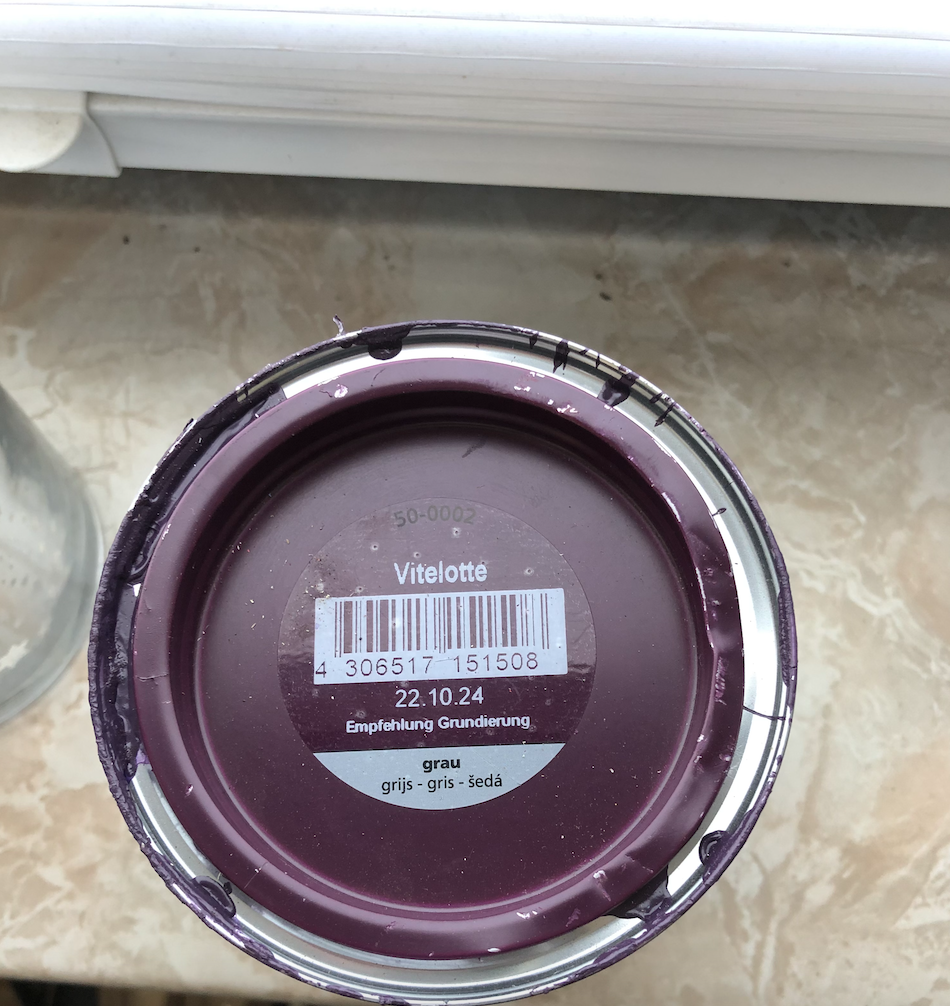 50-0002
Vitelotte
4 306517 151508
22.10.24
Empfehlung Grundierung
grau
grijs - gris - šedá